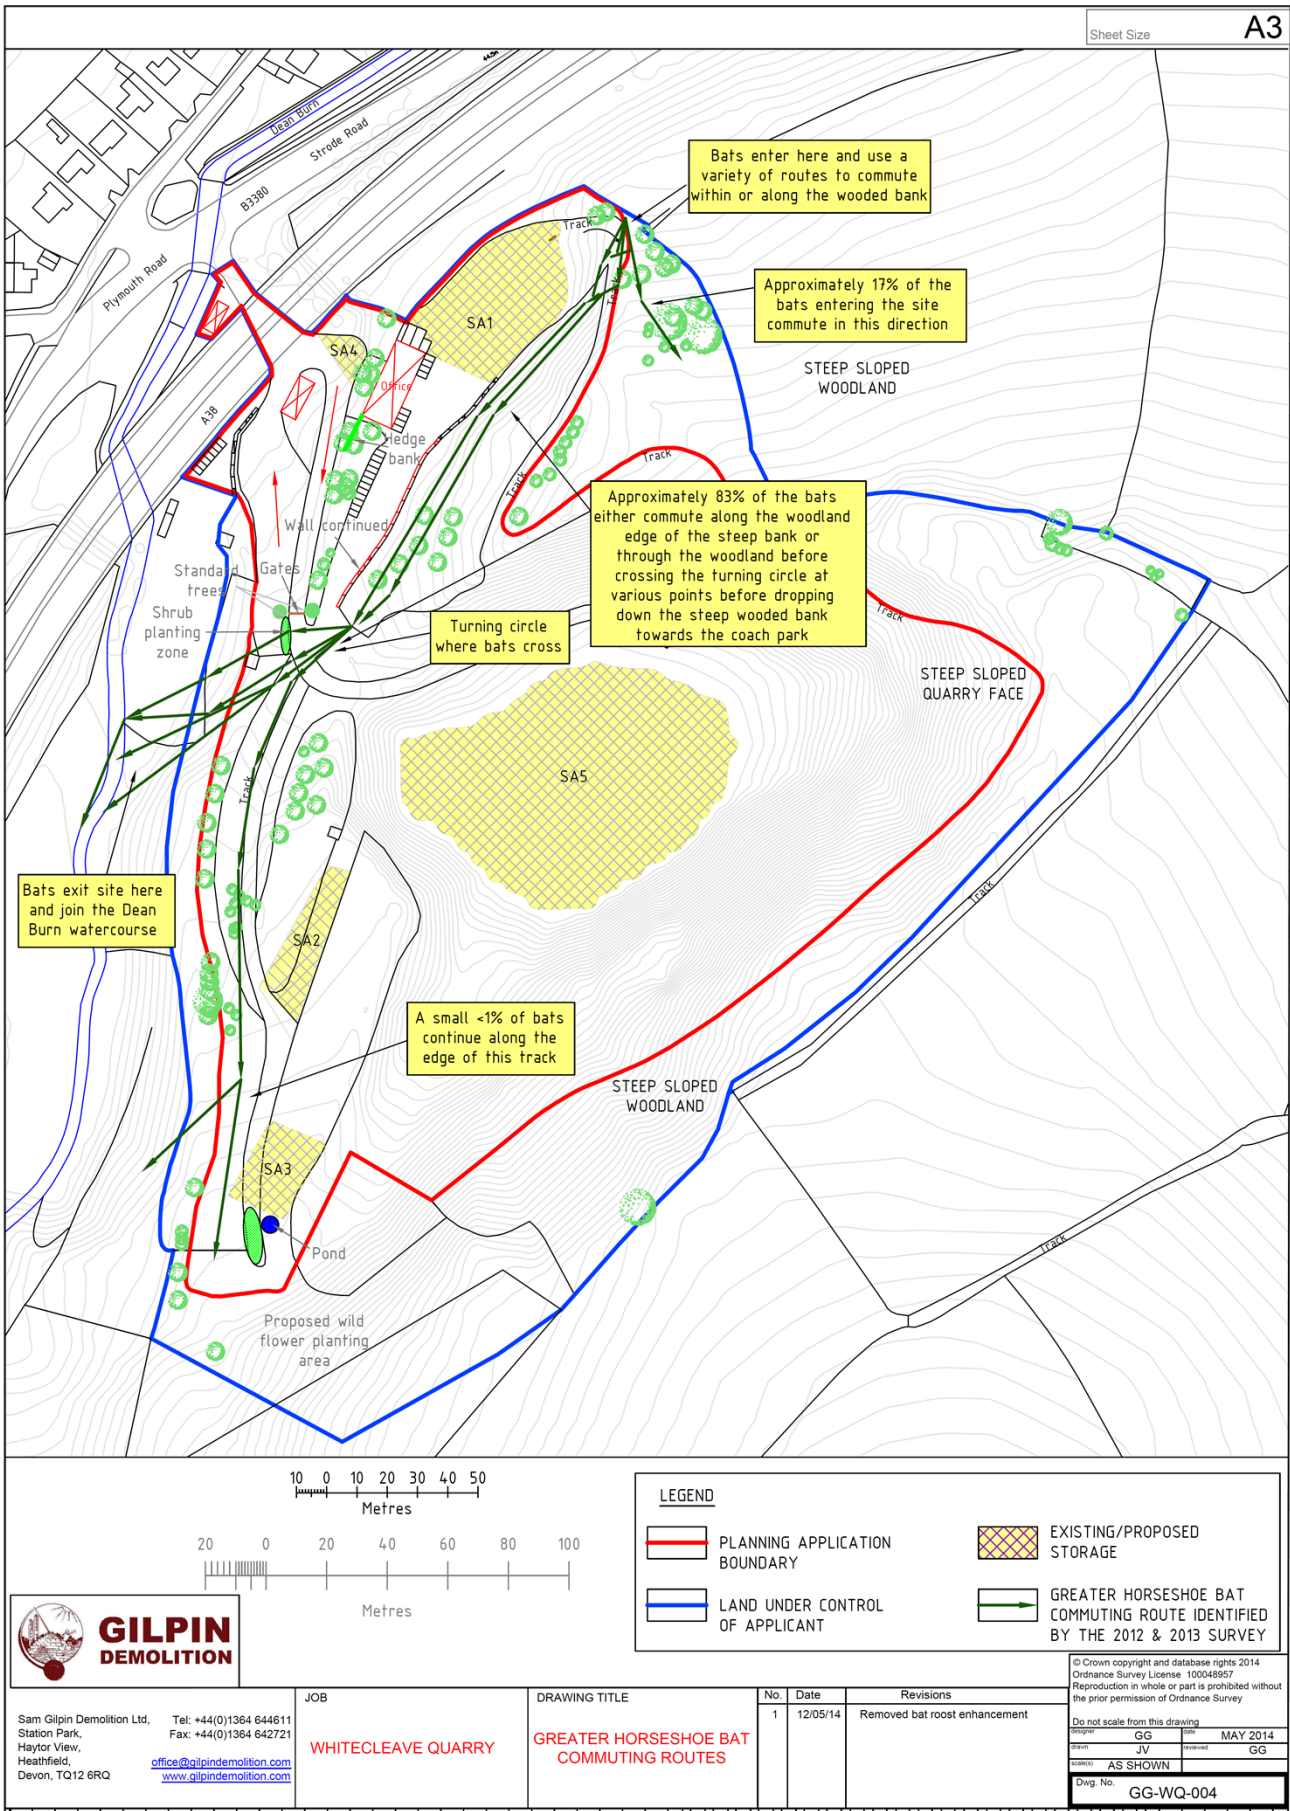 Sheet Size
A3
44.5m
Dean Burn
Strode Road
B3380
Plymouth Road
A38
Bats enter here and use a
variety of routes to commute
within or along the wooded bank
Track
Track
Approximately 17% of the
bats entering the site
commute in this direction
SA1
SA4
Office
STEEP SLOPED
WOODLAND
Hedge
bank
Track
Track
Approximately 83% of the bats
either commute along the woodland
edge of the steep bank or
through the woodland before
crossing the turning circle at
various points before dropping
down the steep wooded bank
towards the coach park
Wall continued
Standard
trees
Gates
Shrub
planting
zone
Turning circle
where bats cross
Track
STEEP SLOPED
QUARRY FACE
SA5
Track
Bats exit site here
and join the Dean
Burn watercourse
Track
SA2
A small <1% of bats
continue along the
edge of this track
STEEP SLOPED
WOODLAND
SA3
Pond
Track
Proposed wild
flower planting
area
10 0 10 20 30 40 50
Metres
20 0 20 40 60 80 100
Metres
LEGEND
PLANNING APPLICATION
BOUNDARY
EXISTING/PROPOSED
STORAGE
LAND UNDER CONTROL
OF APPLICANT
GREATER HORSESHOE BAT
COMMUTING ROUTE IDENTIFIED
BY THE 2012 & 2013 SURVEY
GILPIN
DEMOLITION
Sam Gilpin Demolition Ltd,
Station Park,
Haytor View,
Heathfield,
Devon, TQ12 6RQ
Tel: +44(0)1364 644611
Fax: +44(0)1364 642721
office@gilpindemolition.com
www.gilpindemolition.com
JOB
WHITECLEAVE QUARRY
DRAWING TITLE
GREATER HORSESHOE BAT
COMMUTING ROUTES
No. Date Revisions
1 12/05/14 Removed bat roost enhancement
© Crown copyright and database rights 2014
Ordnance Survey License 100048957
Reproduction in whole or part is prohibited without
the prior permission of Ordnance Survey
Do not scale from this drawing
designer GG date MAY 2014
drawn JV reviewed GG
scale(s) AS SHOWN
Dwg. No.
GG-WQ-004